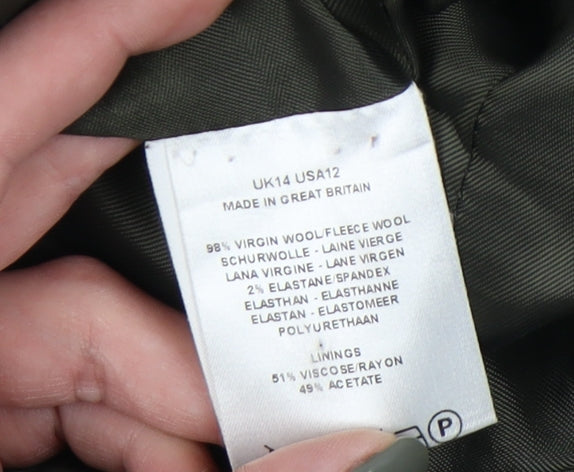 UK14 USA12
MADE IN GREAT BRITAIN
98% VIRGIN WOOL/FLEECE WOOL
SCHURWOLLE - LAINE VIERGE
LANA VIRGINE - LANE VIRGEN
2% ELASTANE/SPANDEX
ELASTHAN - ELASTHANNE
ELASTAN - ELASTOMEER
POLYURETHAAN
LININGS
51% VISCOSE/RAYON
49% ACETATE
P